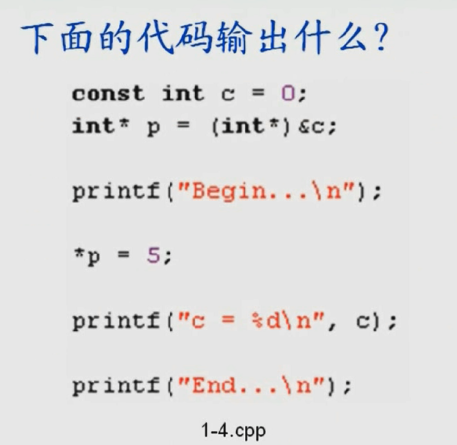 下面的代码输出什么？
const int c = 0;
int* p = (int*)&c;
printf("Begin...\n");
*p = 5;
printf("c = %d\n", c);
printf("End...\n");
1-4.cpp